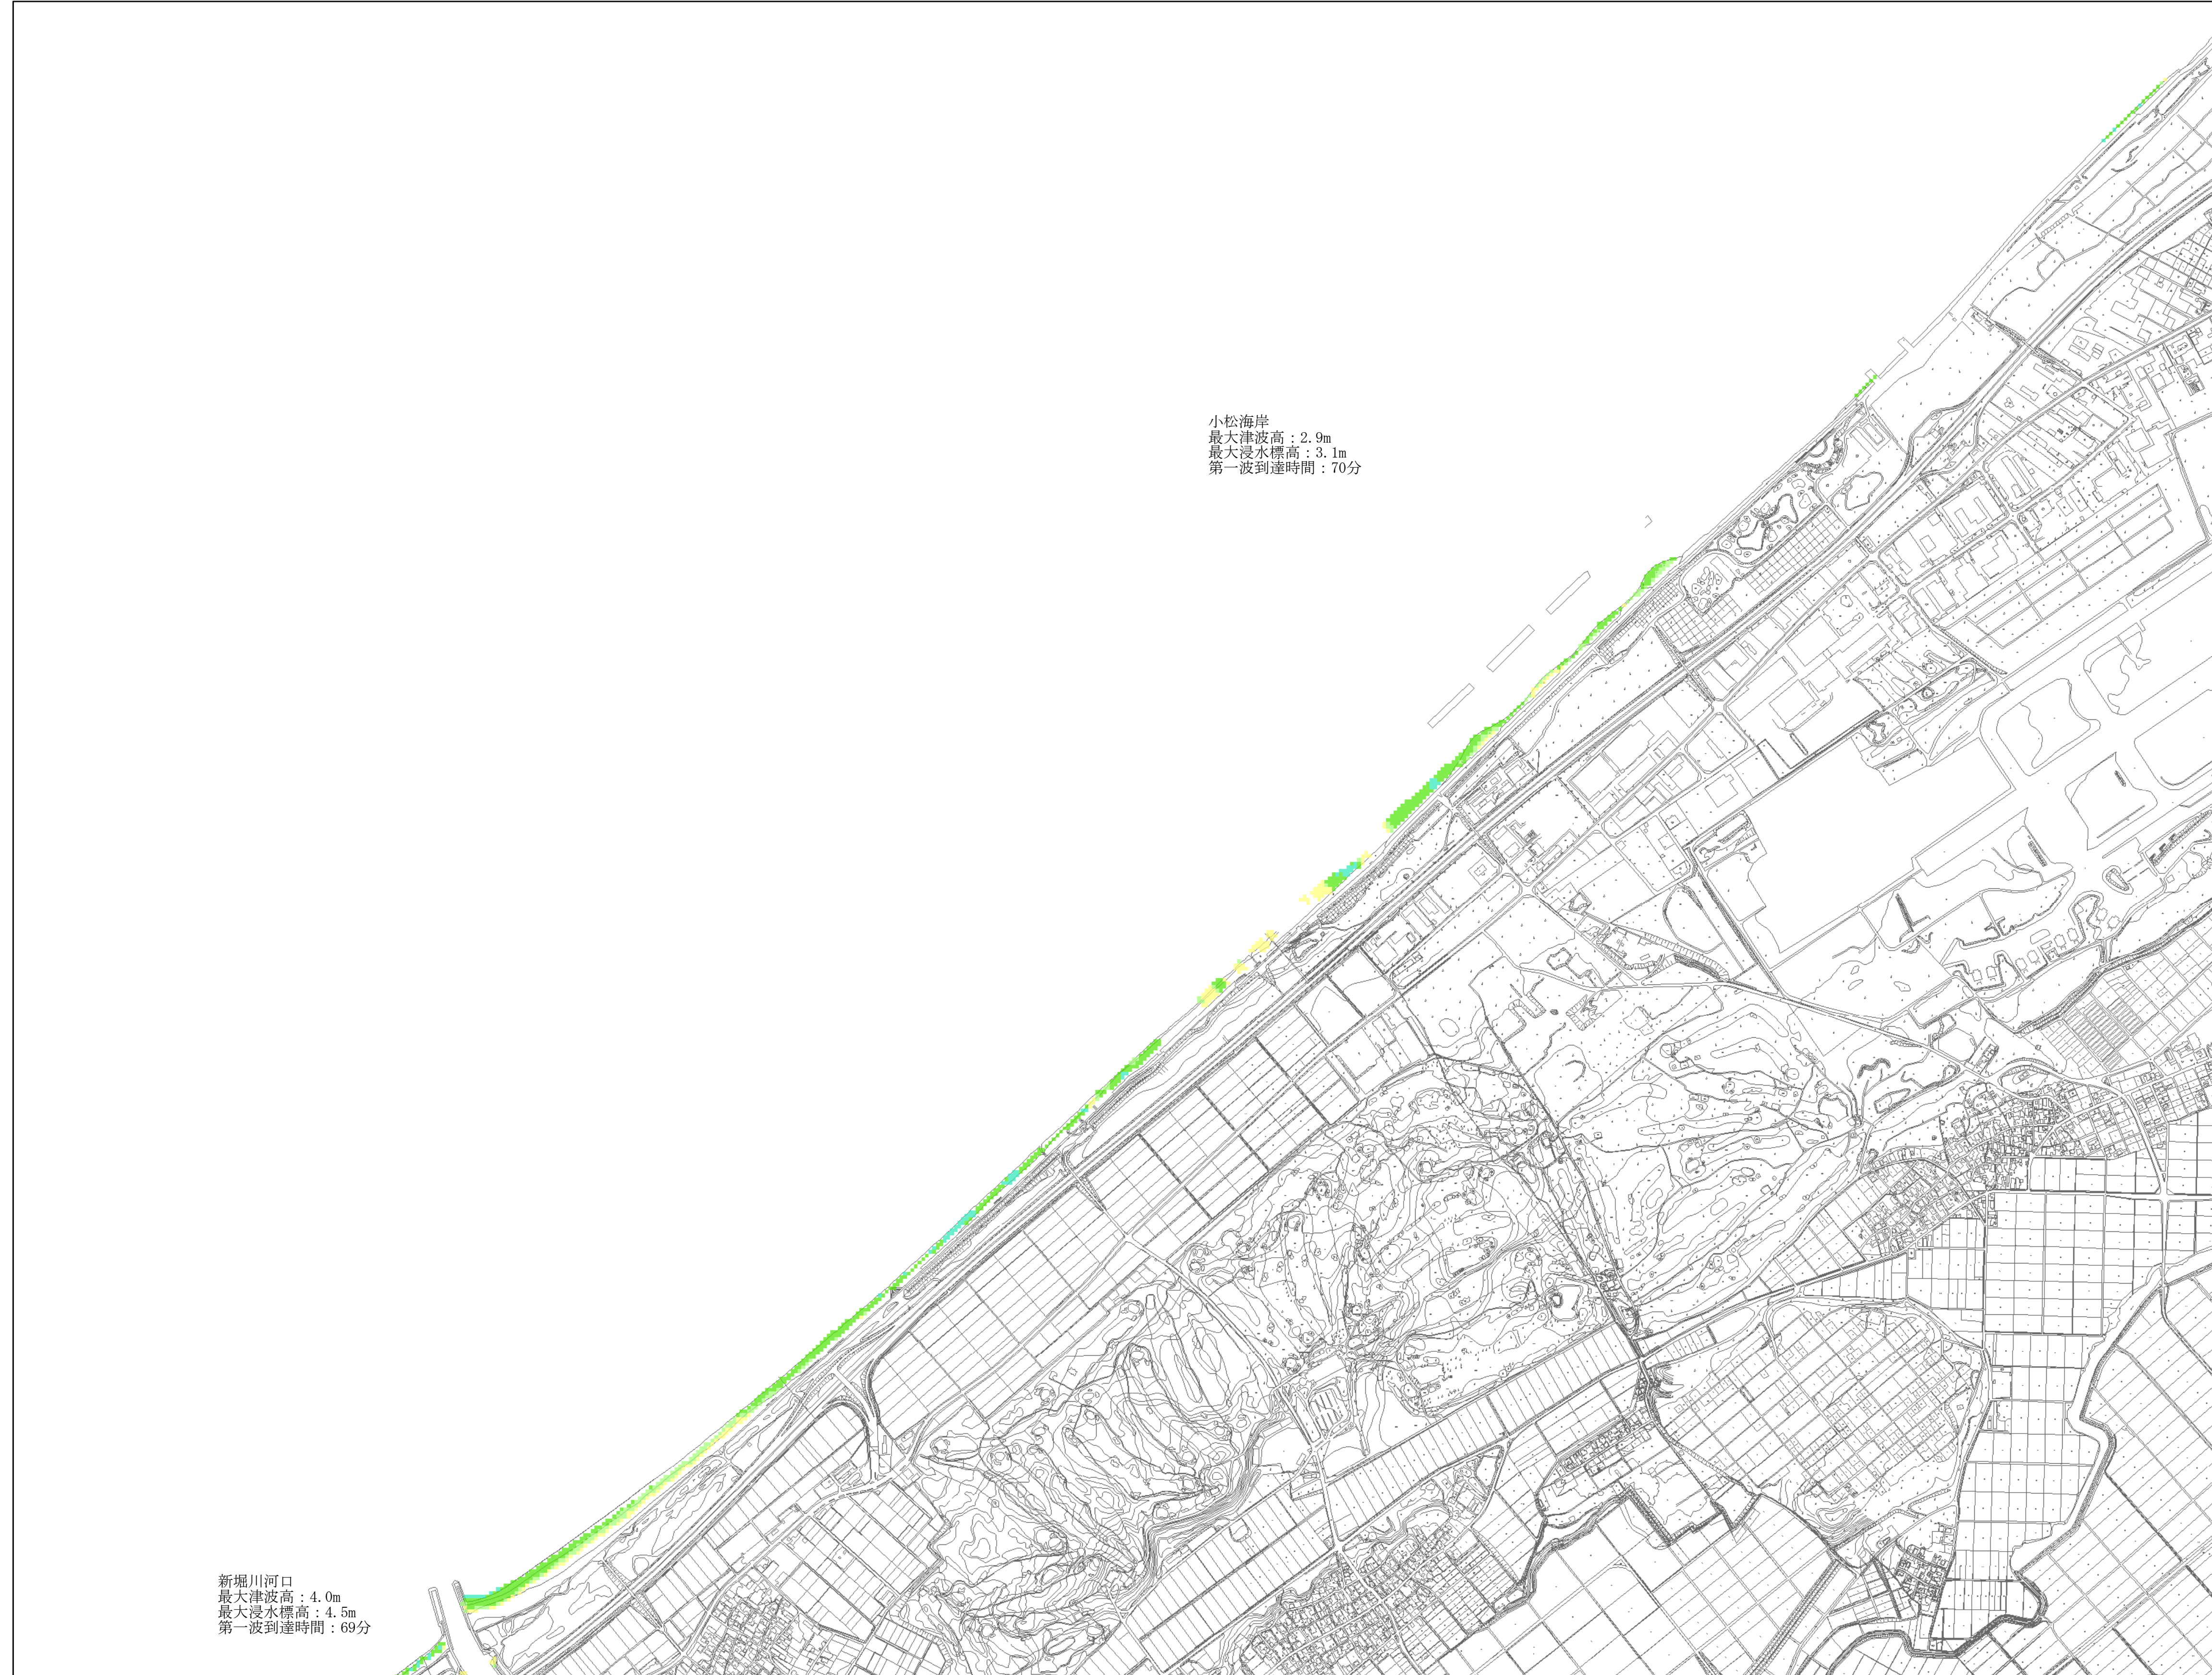 小松海岸
最大津波高：2.9m
最大浸水標高：3.1m
第一波到達時間：70分
新堀川河口
最大津波高：4.0m
最大浸水標高：4.5m
第一波到達時間：69分